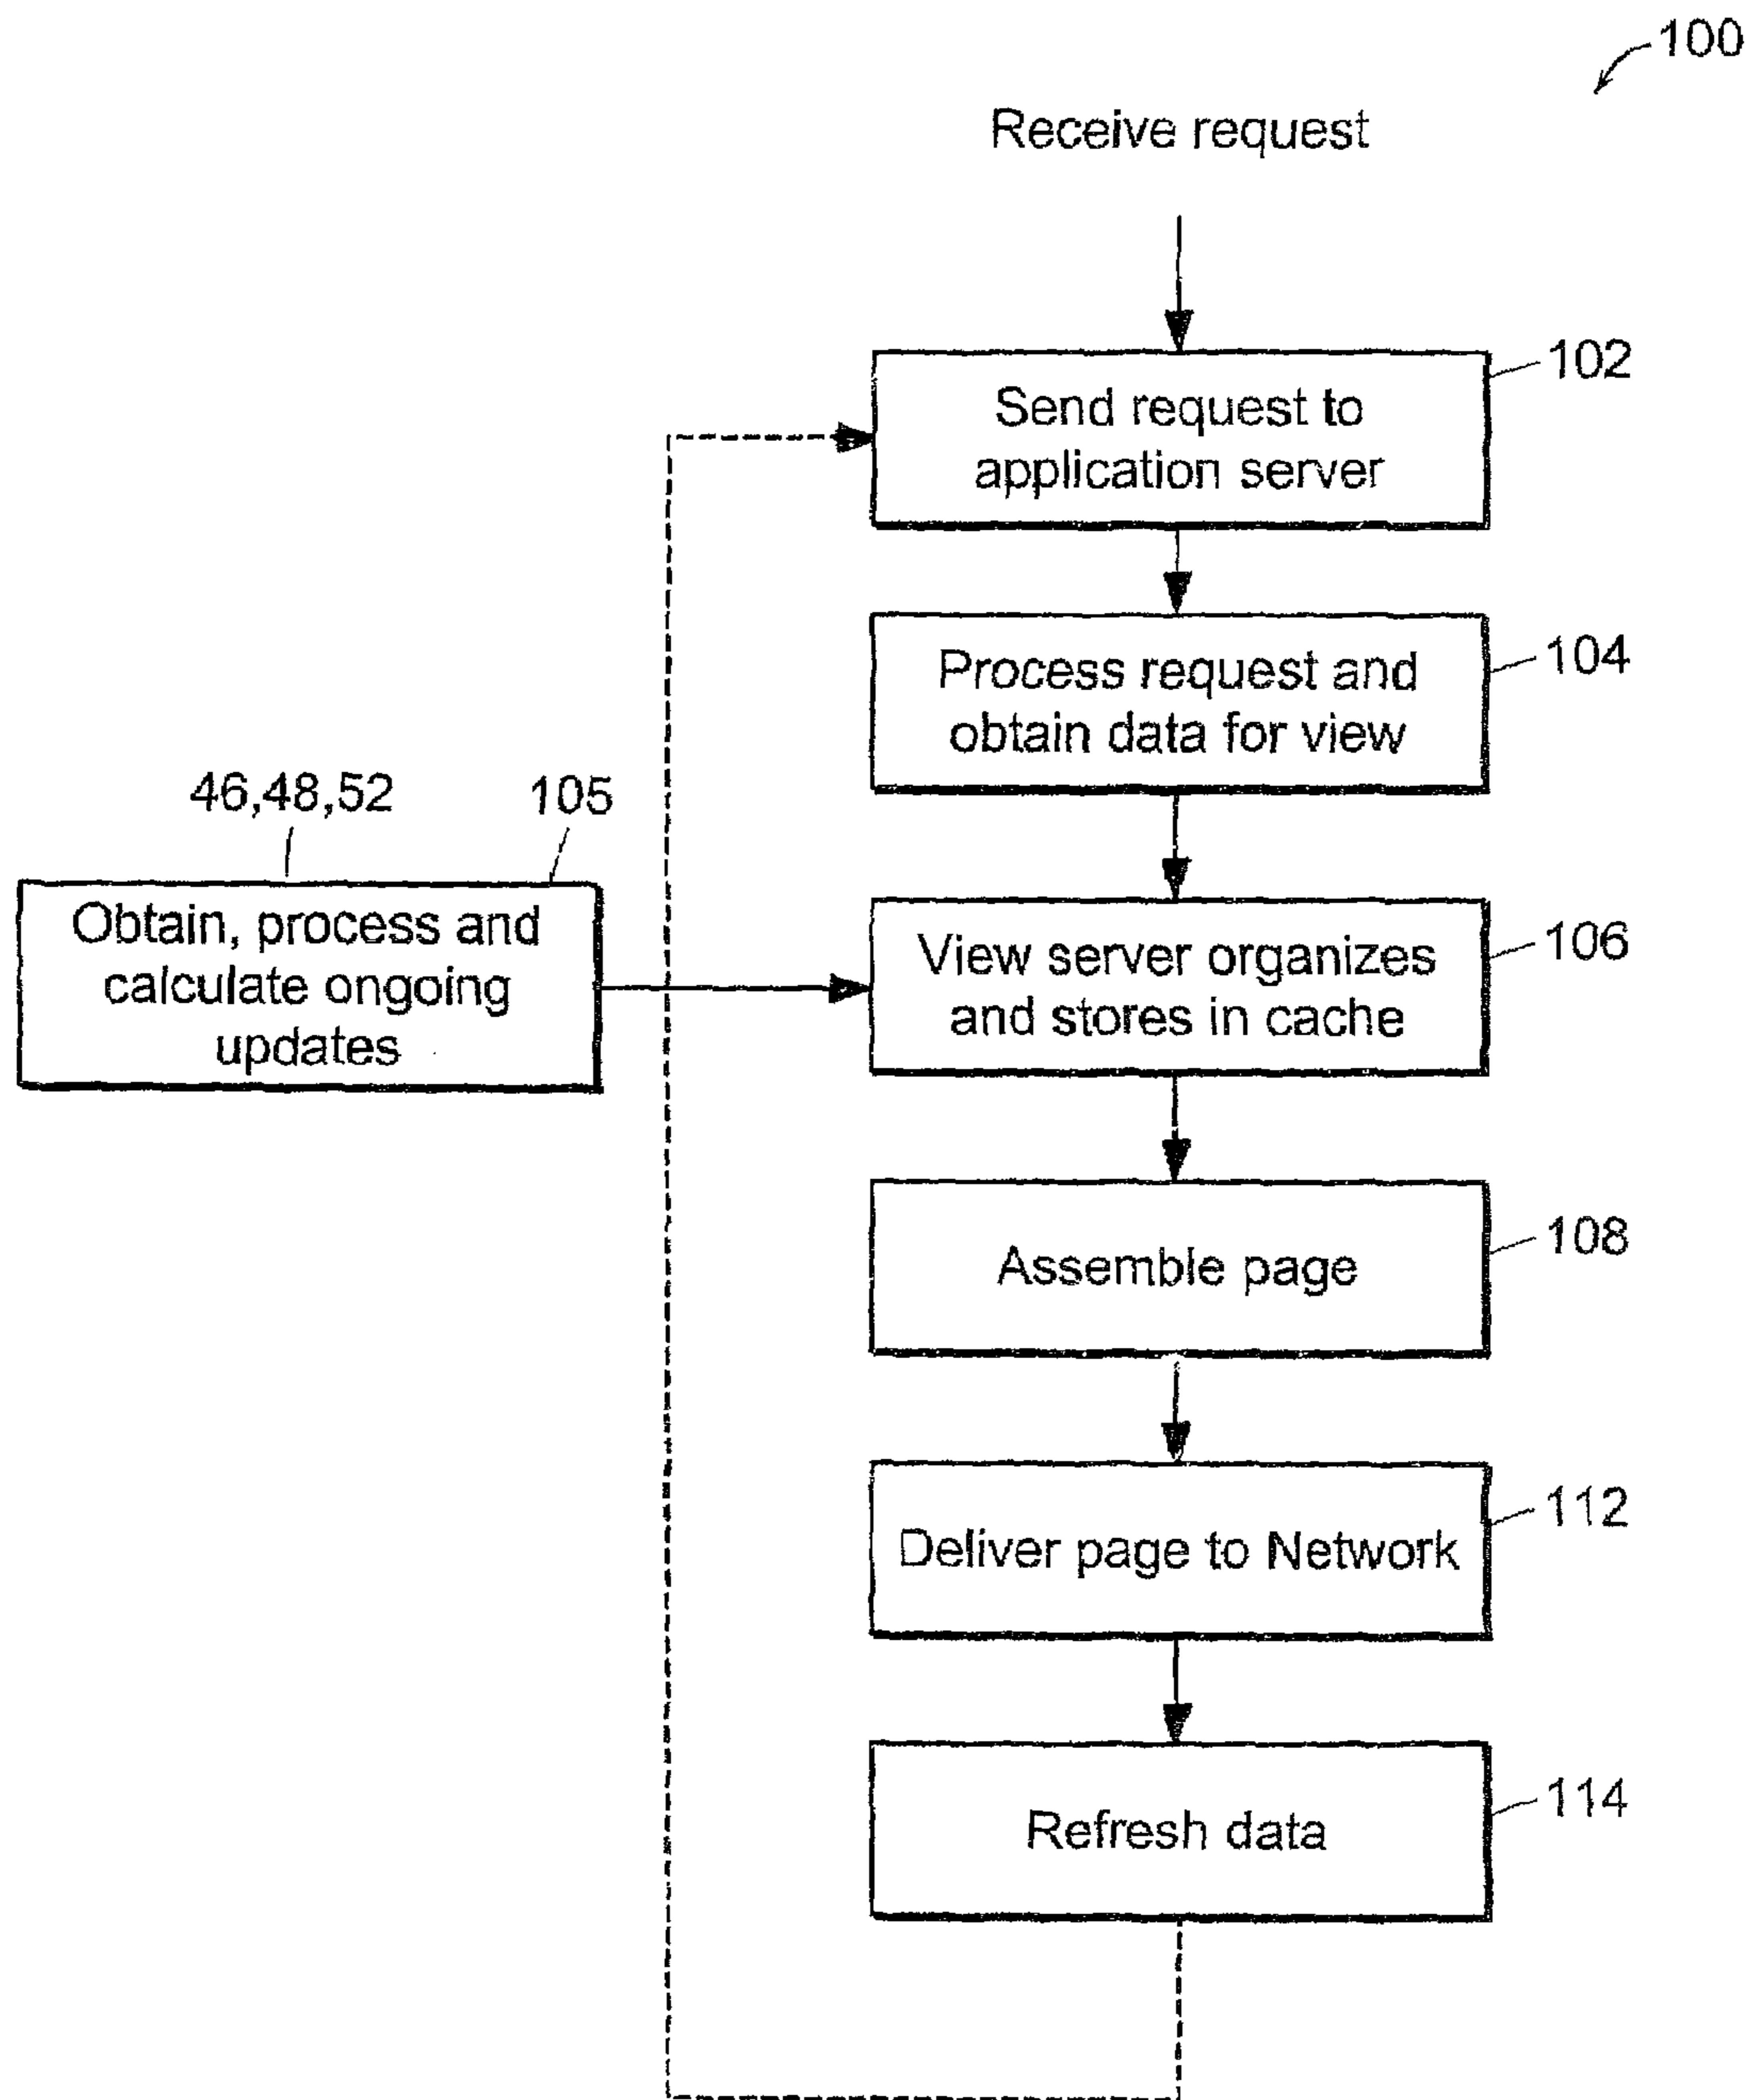 100
Receive request
102
Send request to
application server
104
Process request and
obtain data for view
46,48,52
105
Obtain, process and
calculate ongoing
updates
106
View server organizes
and stores in cache
108
Assemble page
112
Deliver page to Network
114
Refresh data